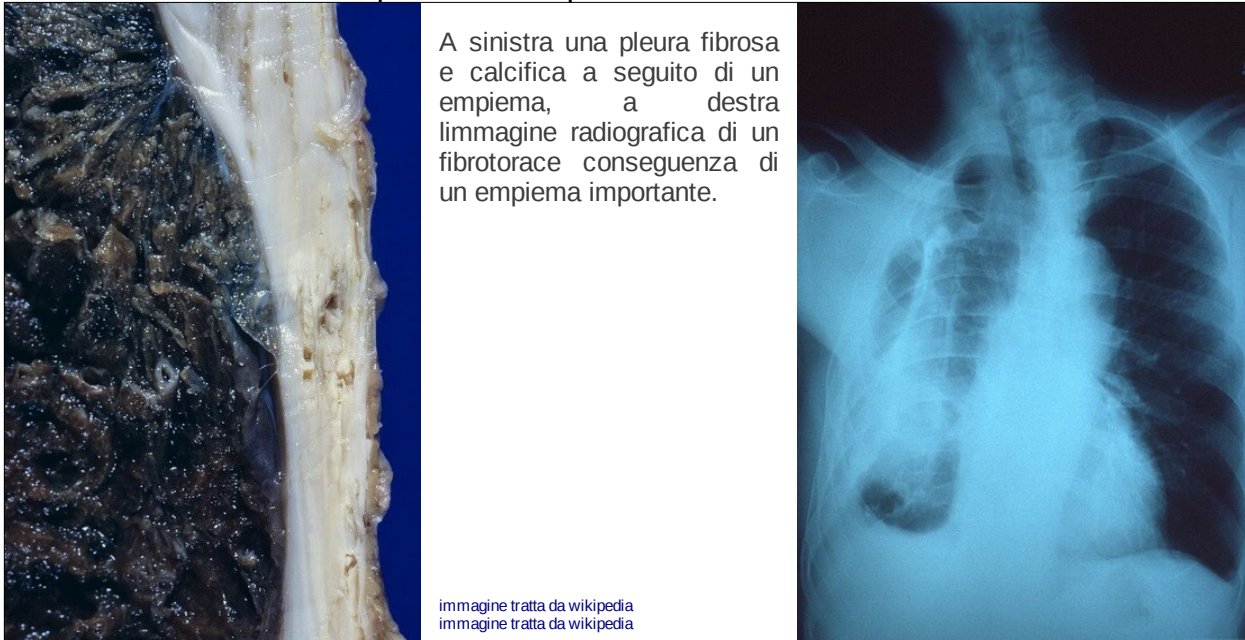 A sinistra una pleura fibrosa
e calcifica a seguito di un
empiema, a destra
limmagine radiografica di un
fibrotorace conseguenza di
un empiema importante.
immagine tratta da wikipedia
immagine tratta da wikipedia